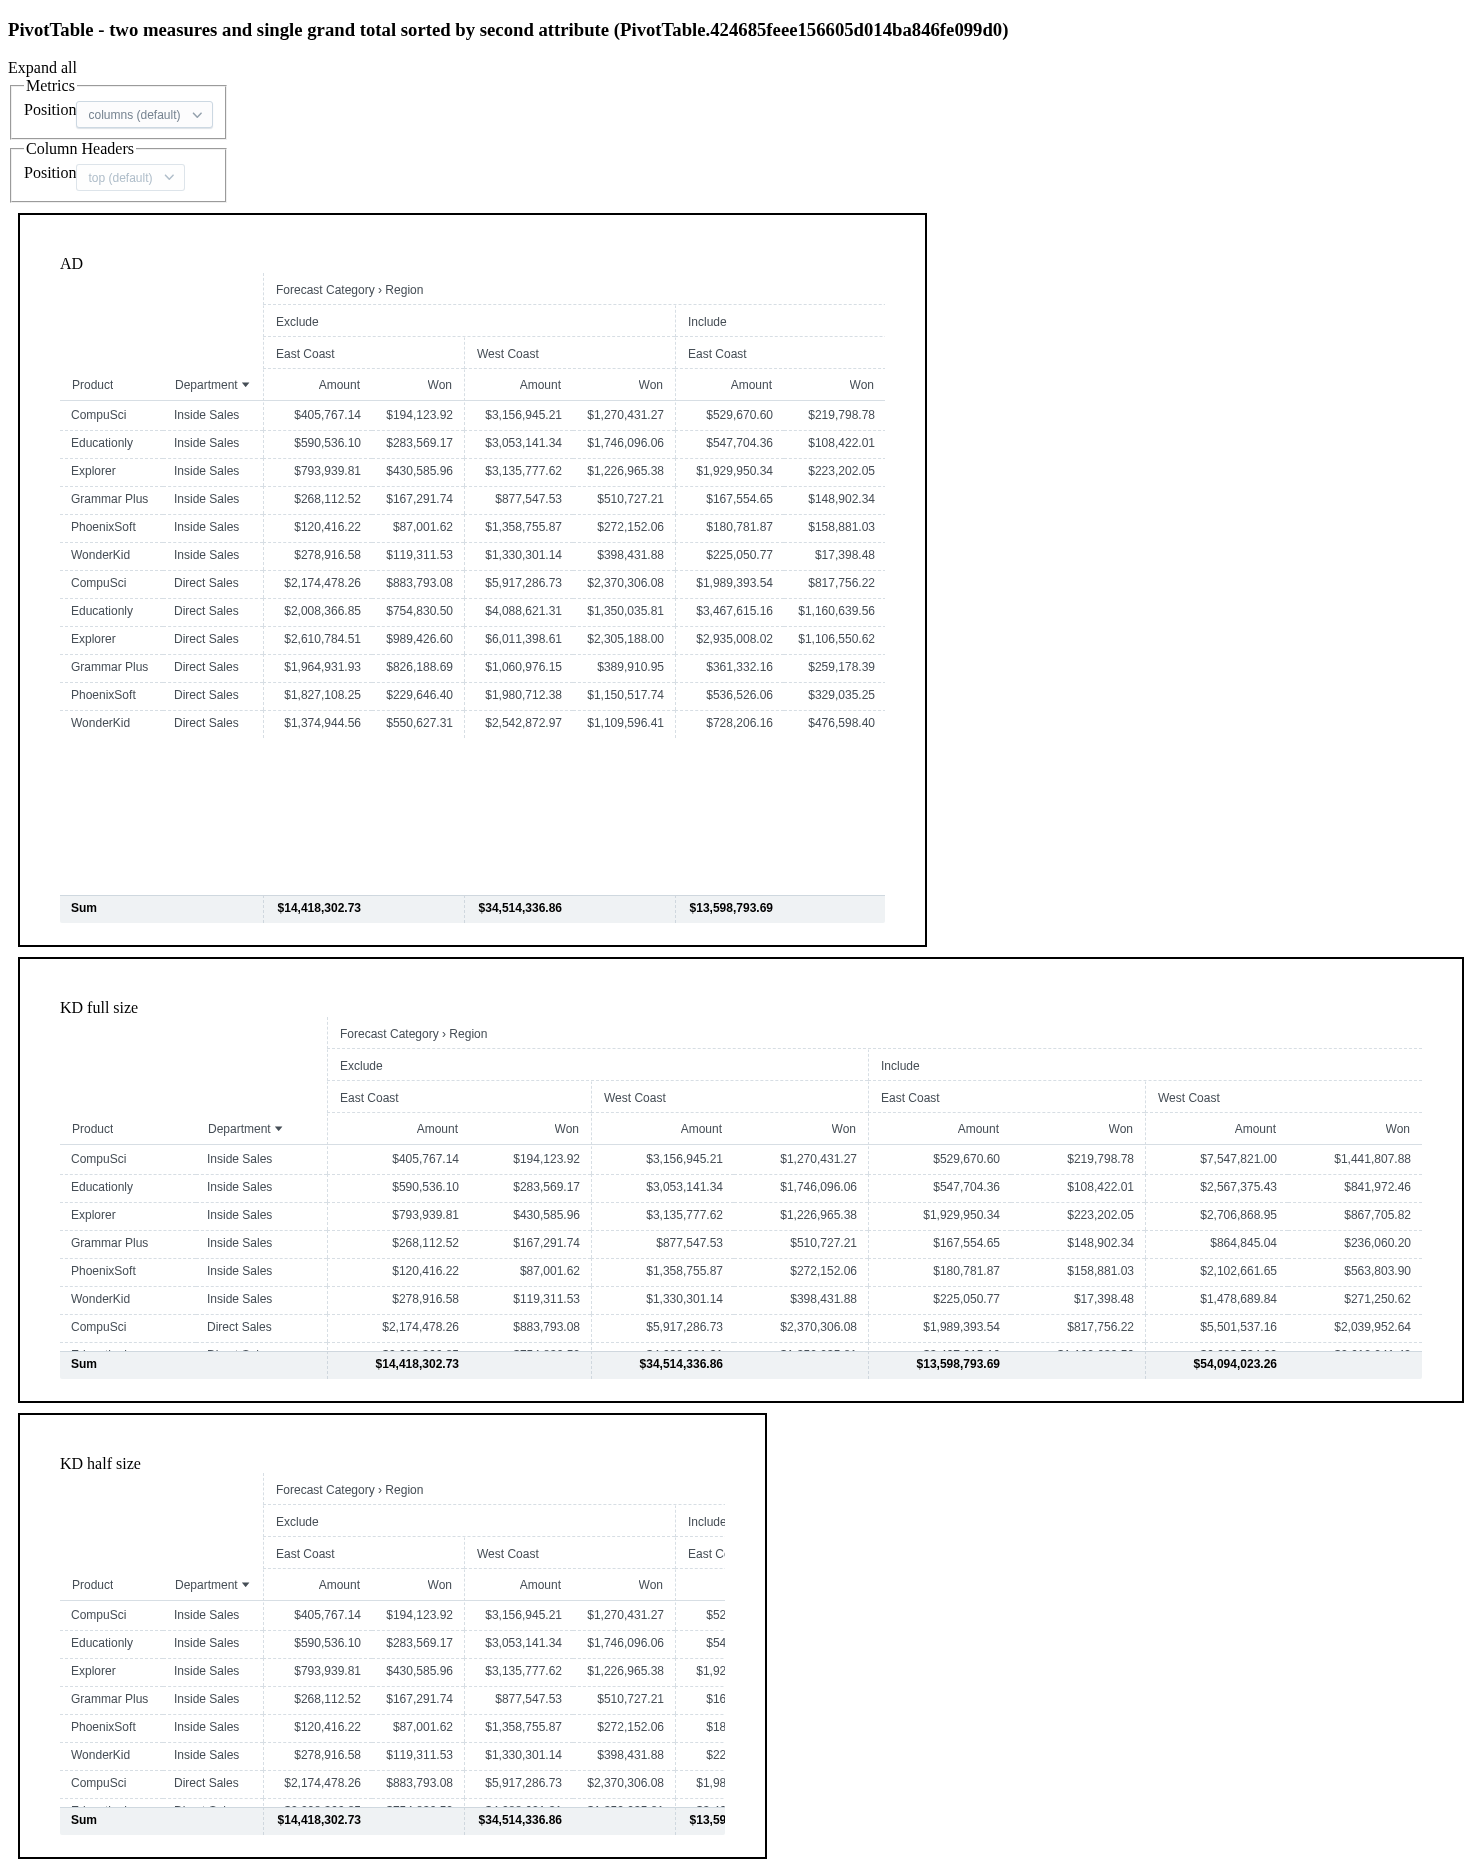 PivotTable - two measures and single grand total sorted by second attribute (PivotTable.424685feee156605d014ba846fe099d0)
Expand all
Metrics
Position columns (default)
Column Headers
Position top (default)
AD
Forecast Category › Region
Exclude Include
East Coast West Coast East Coast
Product Department Amount Won Amount Won Amount Won
CompuSci Inside Sales $405,767.14 $194,123.92 $3,156,945.21 $1,270,431.27 $529,670.60 $219,798.78
Educationly Inside Sales $590,536.10 $283,569.17 $3,053,141.34 $1,746,096.06 $547,704.36 $108,422.01
Explorer Inside Sales $793,939.81 $430,585.96 $3,135,777.62 $1,226,965.38 $1,929,950.34 $223,202.05
Grammar Plus Inside Sales $268,112.52 $167,291.74 $877,547.53 $510,727.21 $167,554.65 $148,902.34
PhoenixSoft Inside Sales $120,416.22 $87,001.62 $1,358,755.87 $272,152.06 $180,781.87 $158,881.03
WonderKid Inside Sales $278,916.58 $119,311.53 $1,330,301.14 $398,431.88 $225,050.77 $17,398.48
CompuSci Direct Sales $2,174,478.26 $883,793.08 $5,917,286.73 $2,370,306.08 $1,989,393.54 $817,756.22
Educationly Direct Sales $2,008,366.85 $754,830.50 $4,088,621.31 $1,350,035.81 $3,467,615.16 $1,160,639.56
Explorer Direct Sales $2,610,784.51 $989,426.60 $6,011,398.61 $2,305,188.00 $2,935,008.02 $1,106,550.62
Grammar Plus Direct Sales $1,964,931.93 $826,188.69 $1,060,976.15 $389,910.95 $361,332.16 $259,178.39
PhoenixSoft Direct Sales $1,827,108.25 $229,646.40 $1,980,712.38 $1,150,517.74 $536,526.06 $329,035.25
WonderKid Direct Sales $1,374,944.56 $550,627.31 $2,542,872.97 $1,109,596.41 $728,206.16 $476,598.40
Sum $14,418,302.73 $34,514,336.86 $13,598,793.69
KD full size
Forecast Category › Region
Exclude Include
East Coast West Coast East Coast West Coast
Product Department Amount Won Amount Won Amount Won Amount Won
CompuSci Inside Sales $405,767.14 $194,123.92 $3,156,945.21 $1,270,431.27 $529,670.60 $219,798.78 $7,547,821.00 $1,441,807.88
Educationly Inside Sales $590,536.10 $283,569.17 $3,053,141.34 $1,746,096.06 $547,704.36 $108,422.01 $2,567,375.43 $841,972.46
Explorer Inside Sales $793,939.81 $430,585.96 $3,135,777.62 $1,226,965.38 $1,929,950.34 $223,202.05 $2,706,868.95 $867,705.82
Grammar Plus Inside Sales $268,112.52 $167,291.74 $877,547.53 $510,727.21 $167,554.65 $148,902.34 $864,845.04 $236,060.20
PhoenixSoft Inside Sales $120,416.22 $87,001.62 $1,358,755.87 $272,152.06 $180,781.87 $158,881.03 $2,102,661.65 $563,803.90
WonderKid Inside Sales $278,916.58 $119,311.53 $1,330,301.14 $398,431.88 $225,050.77 $17,398.48 $1,478,689.84 $271,250.62
CompuSci Direct Sales $2,174,478.26 $883,793.08 $5,917,286.73 $2,370,306.08 $1,989,393.54 $817,756.22 $5,501,537.16 $2,039,952.64
Sum $14,418,302.73 $34,514,336.86 $13,598,793.69 $54,094,023.26
KD half size
Forecast Category › Region
Exclude Include
East Coast West Coast East C
Product Department Amount Won Amount Won
CompuSci Inside Sales $405,767.14 $194,123.92 $3,156,945.21 $1,270,431.27 $52
Educationly Inside Sales $590,536.10 $283,569.17 $3,053,141.34 $1,746,096.06 $54
Explorer Inside Sales $793,939.81 $430,585.96 $3,135,777.62 $1,226,965.38 $1,92
Grammar Plus Inside Sales $268,112.52 $167,291.74 $877,547.53 $510,727.21 $16
PhoenixSoft Inside Sales $120,416.22 $87,001.62 $1,358,755.87 $272,152.06 $18
WonderKid Inside Sales $278,916.58 $119,311.53 $1,330,301.14 $398,431.88 $22
CompuSci Direct Sales $2,174,478.26 $883,793.08 $5,917,286.73 $2,370,306.08 $1,98
Sum $14,418,302.73 $34,514,336.86 $13,59